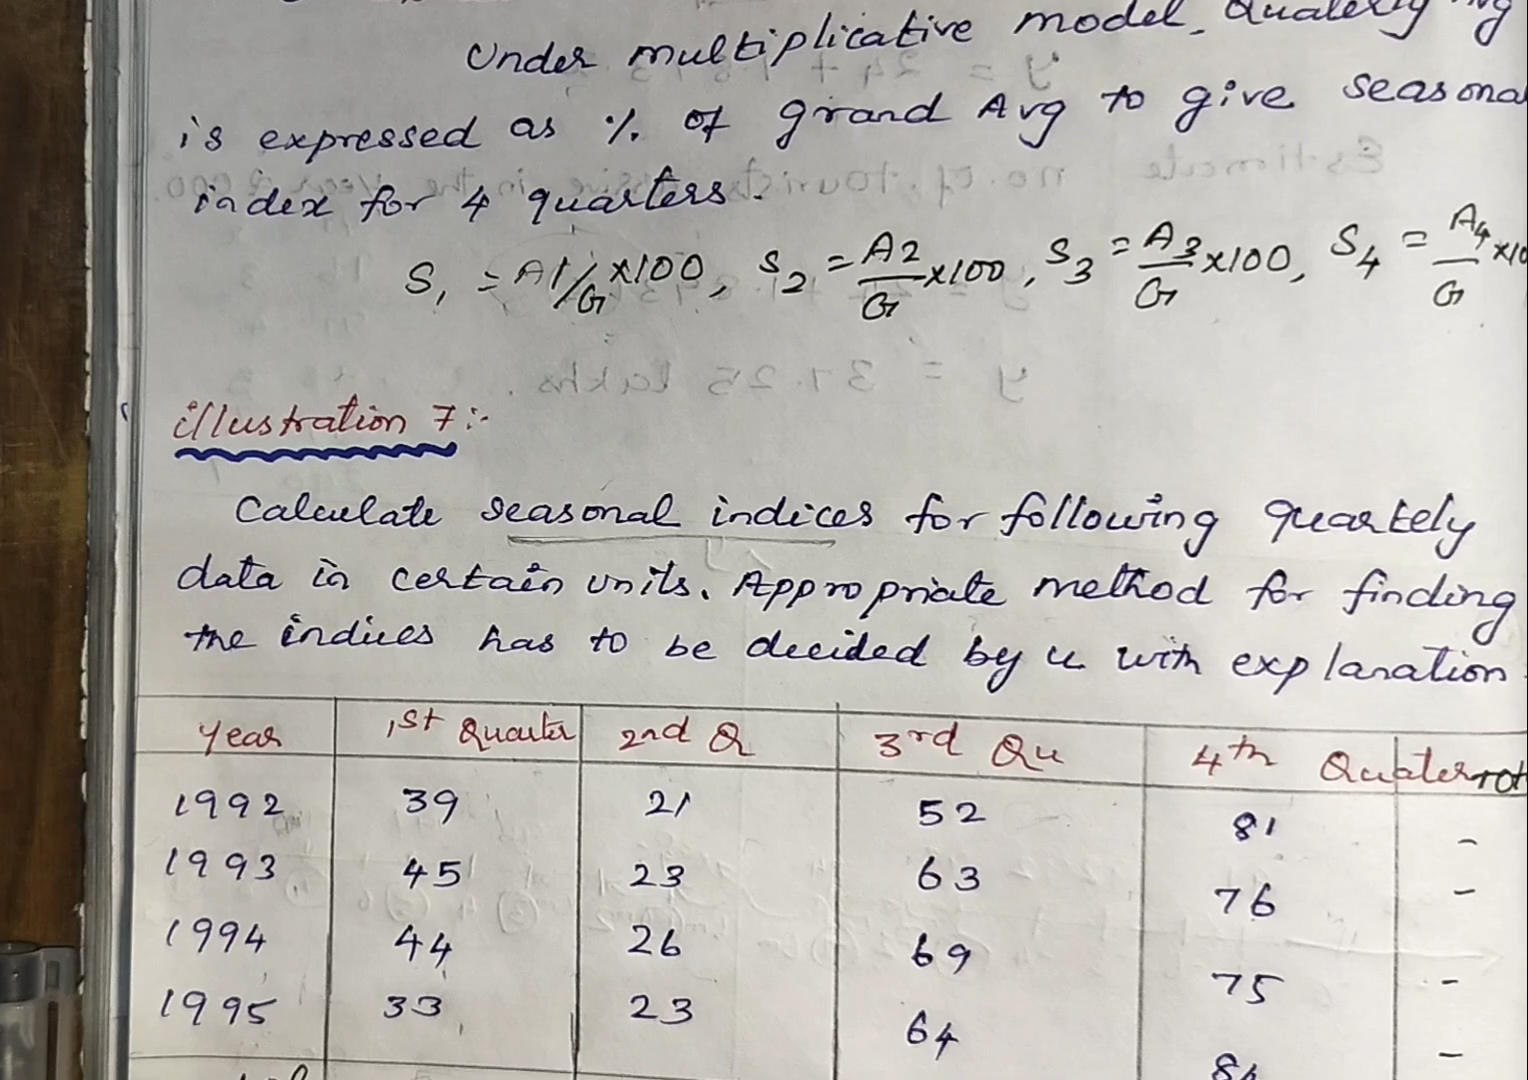 Under multiplicative model, Quaterly Avg
is expressed as % of grand Avg to give seasonal
index for 4 quarters.
S1 = A1/G x100, S2 = A2/G x100, S3 = A3/G x100, S4 = A4/G x10
illustration 7:-
Calculate seasonal indices for following quartely
data in certain units. Appropriate method for finding
the indices has to be decided by u with explanation
Year 1st Quarter 2nd Q 3rd Qu 4th Quater Tot
1992 39 21 52 81 -
1993 45 23 63 76 -
1994 44 26 69 75 -
1995 33 23 64 -